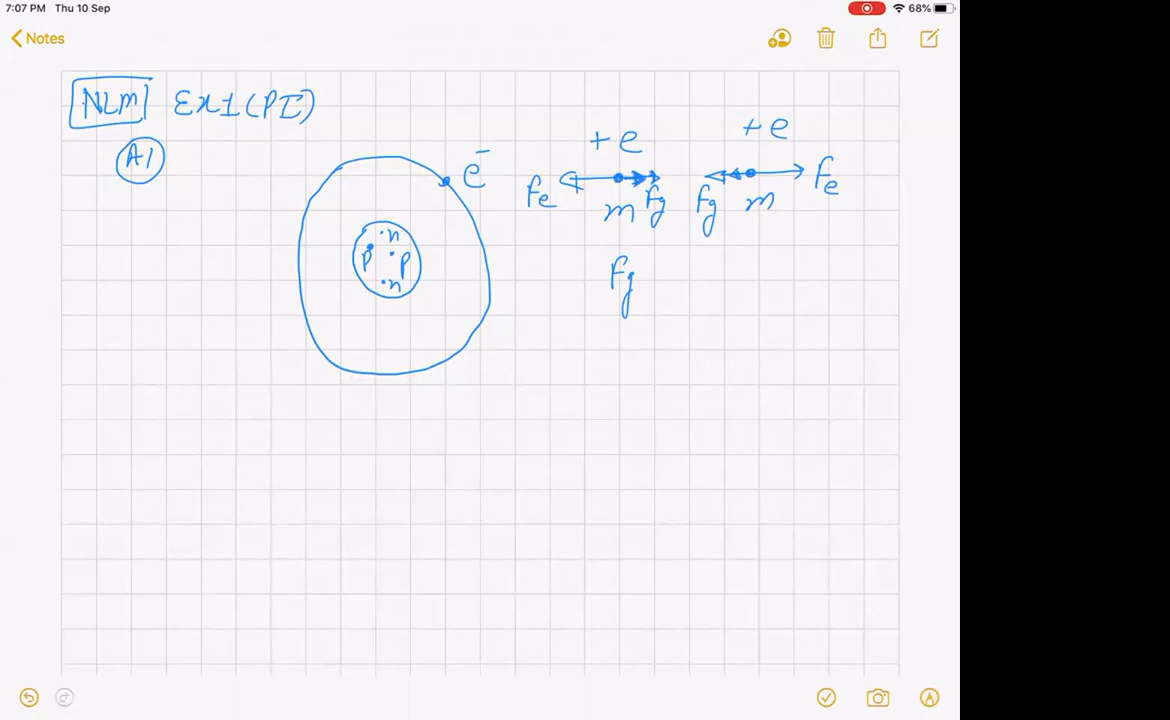 7:07 PM Thu 10 Sep
68%
Notes
NLM Ex1 (PI)
A1
e-
n
p p
n
+e +e
Fe m Fg Fg m Fe
Fg